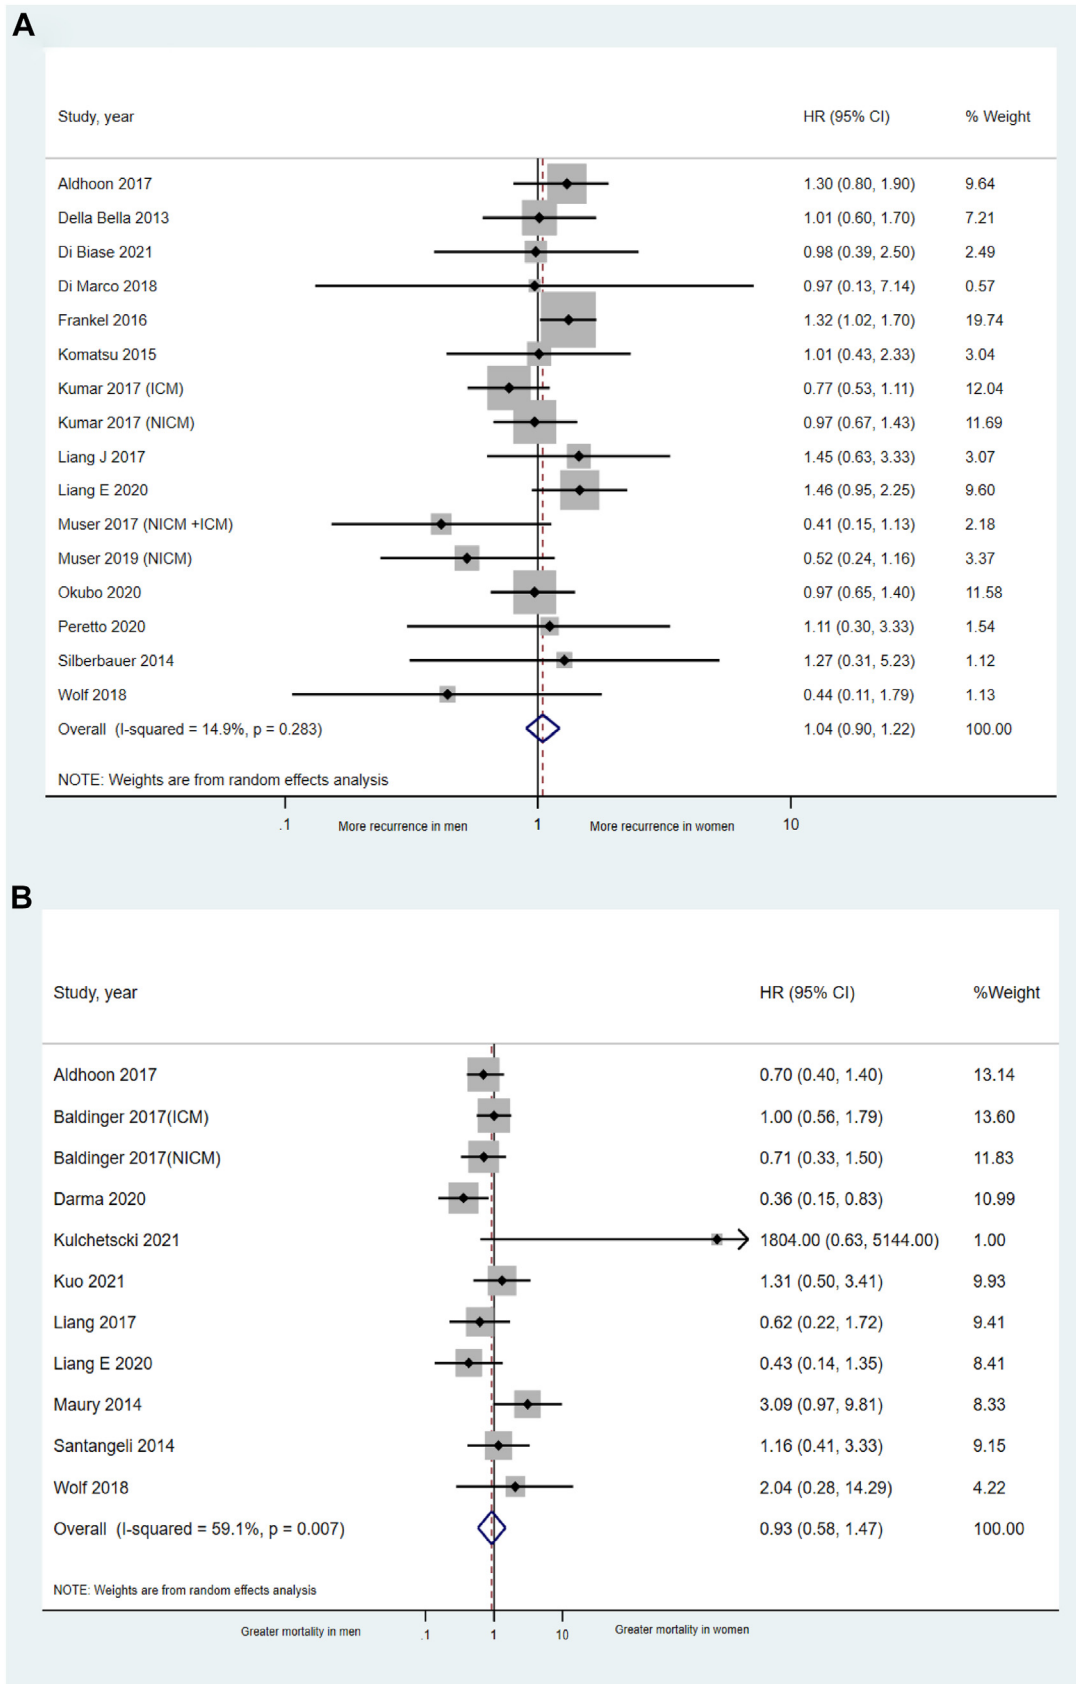 A
Study, year HR (95% CI) % Weight
Aldhoon 2017 1.30 (0.80, 1.90) 9.64
Della Bella 2013 1.01 (0.60, 1.70) 7.21
Di Biase 2021 0.98 (0.39, 2.50) 2.49
Di Marco 2018 0.97 (0.13, 7.14) 0.57
Frankel 2016 1.32 (1.02, 1.70) 19.74
Komatsu 2015 1.01 (0.43, 2.33) 3.04
Kumar 2017 (ICM) 0.77 (0.53, 1.11) 12.04
Kumar 2017 (NICM) 0.97 (0.67, 1.43) 11.69
Liang J 2017 1.45 (0.63, 3.33) 3.07
Liang E 2020 1.46 (0.95, 2.25) 9.60
Muser 2017 (NICM +ICM) 0.41 (0.15, 1.13) 2.18
Muser 2019 (NICM) 0.52 (0.24, 1.16) 3.37
Okubo 2020 0.97 (0.65, 1.40) 11.58
Peretto 2020 1.11 (0.30, 3.33) 1.54
Silberbauer 2014 1.27 (0.31, 5.23) 1.12
Wolf 2018 0.44 (0.11, 1.79) 1.13
Overall (I-squared = 14.9%, p = 0.283) 1.04 (0.90, 1.22) 100.00
NOTE: Weights are from random effects analysis
.1 More recurrence in men 1 More recurrence in women 10
B
Study, year HR (95% CI) %Weight
Aldhoon 2017 0.70 (0.40, 1.40) 13.14
Baldinger 2017(ICM) 1.00 (0.56, 1.79) 13.60
Baldinger 2017(NICM) 0.71 (0.33, 1.50) 11.83
Darma 2020 0.36 (0.15, 0.83) 10.99
Kulchetscki 2021 1804.00 (0.63, 5144.00) 1.00
Kuo 2021 1.31 (0.50, 3.41) 9.93
Liang 2017 0.62 (0.22, 1.72) 9.41
Liang E 2020 0.43 (0.14, 1.35) 8.41
Maury 2014 3.09 (0.97, 9.81) 8.33
Santangeli 2014 1.16 (0.41, 3.33) 9.15
Wolf 2018 2.04 (0.28, 14.29) 4.22
Overall (I-squared = 59.1%, p = 0.007) 0.93 (0.58, 1.47) 100.00
NOTE: Weights are from random effects analysis
Greater mortality in men .1 1 10 Greater mortality in women